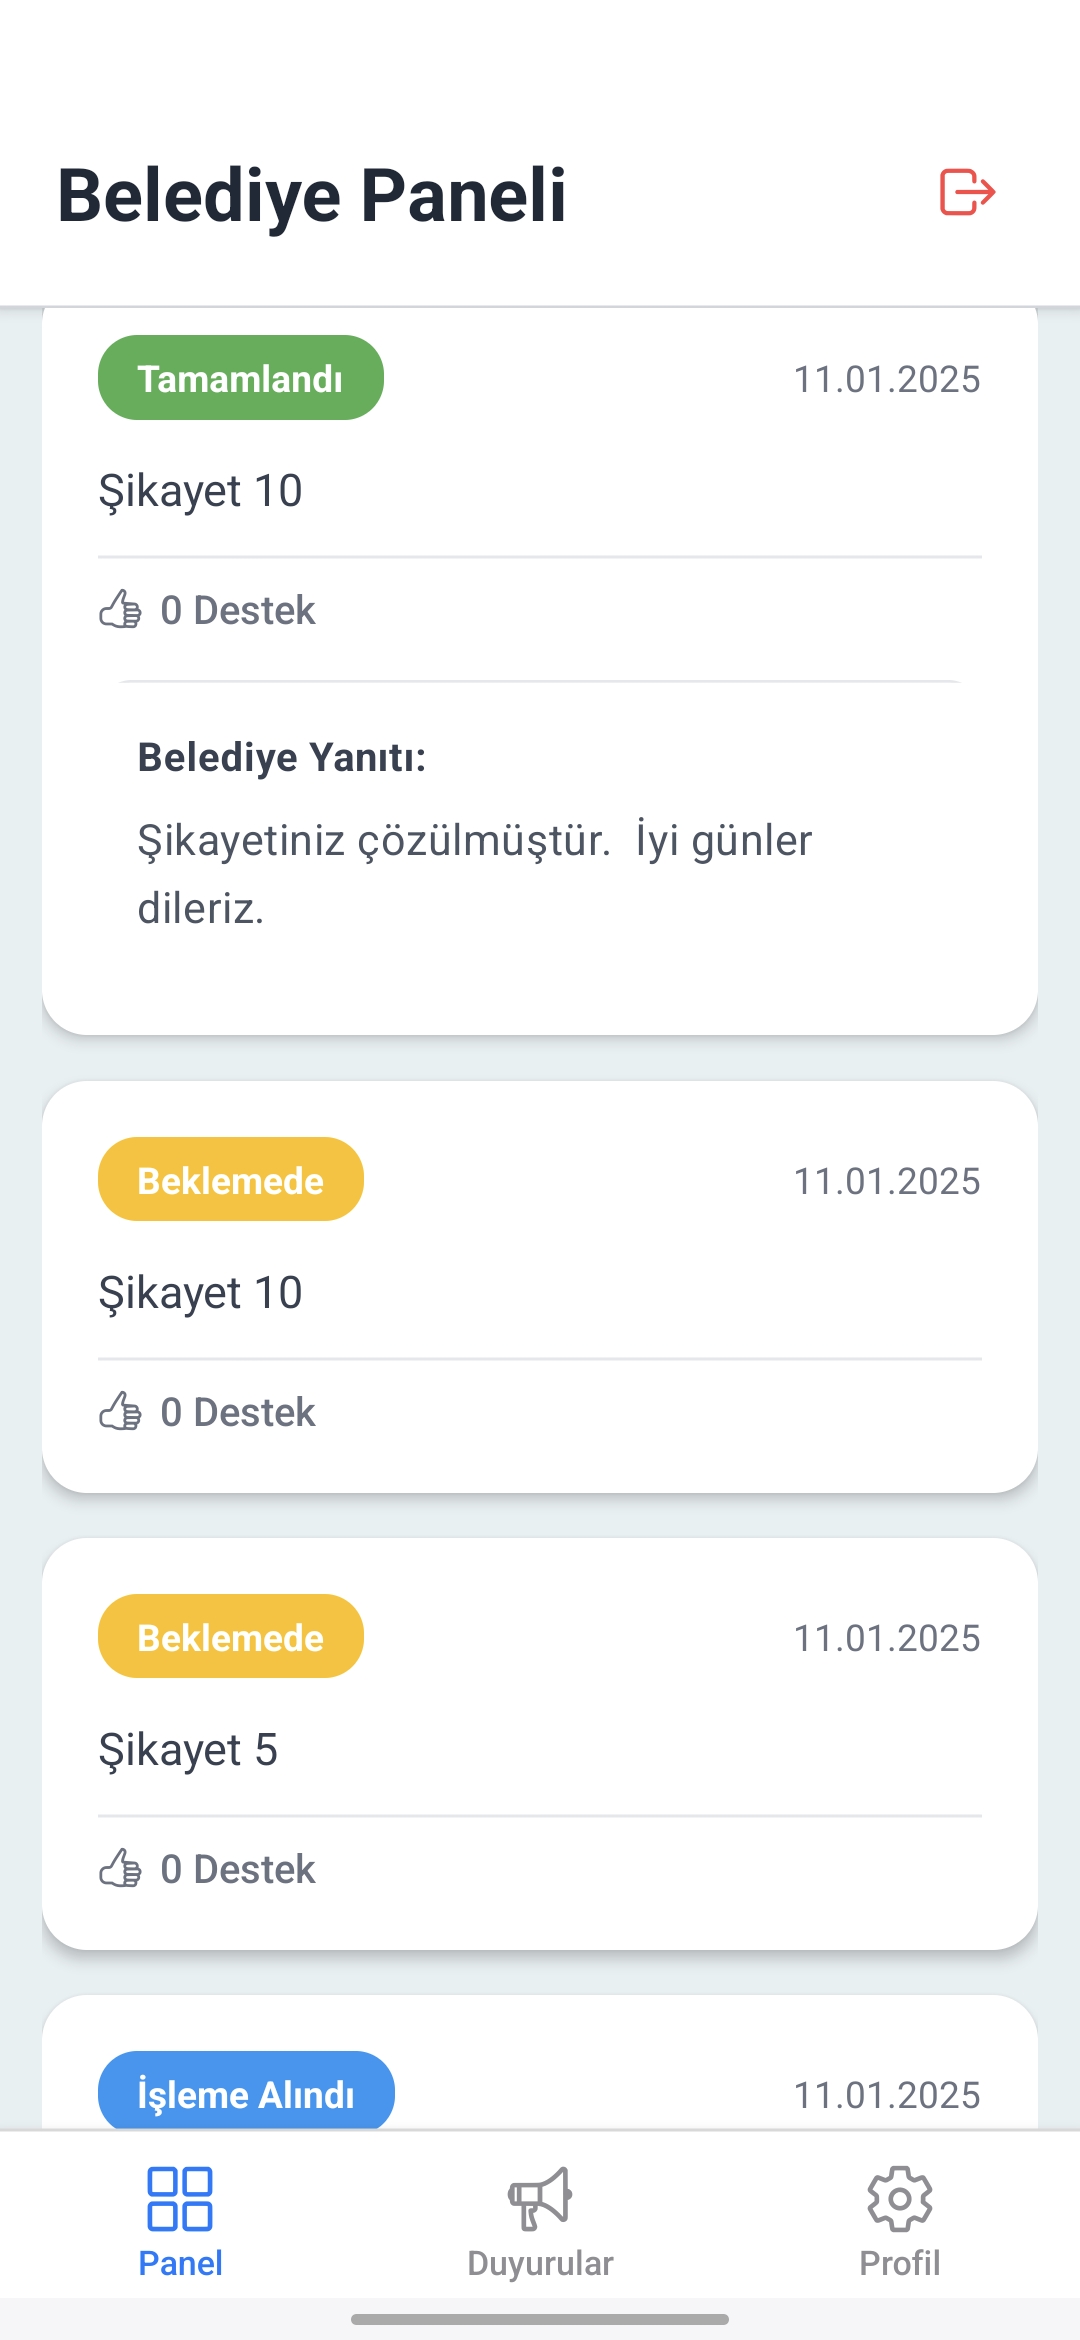 Belediye Paneli
Tamamlandı 11.01.2025
Şikayet 10
0 Destek
Belediye Yanıtı:
Şikayetiniz çözülmüştür.  İyi günler
dileriz.
Beklemede 11.01.2025
Şikayet 10
0 Destek
Beklemede 11.01.2025
Şikayet 5
0 Destek
İşleme Alındı 11.01.2025
Panel Duyurular Profil